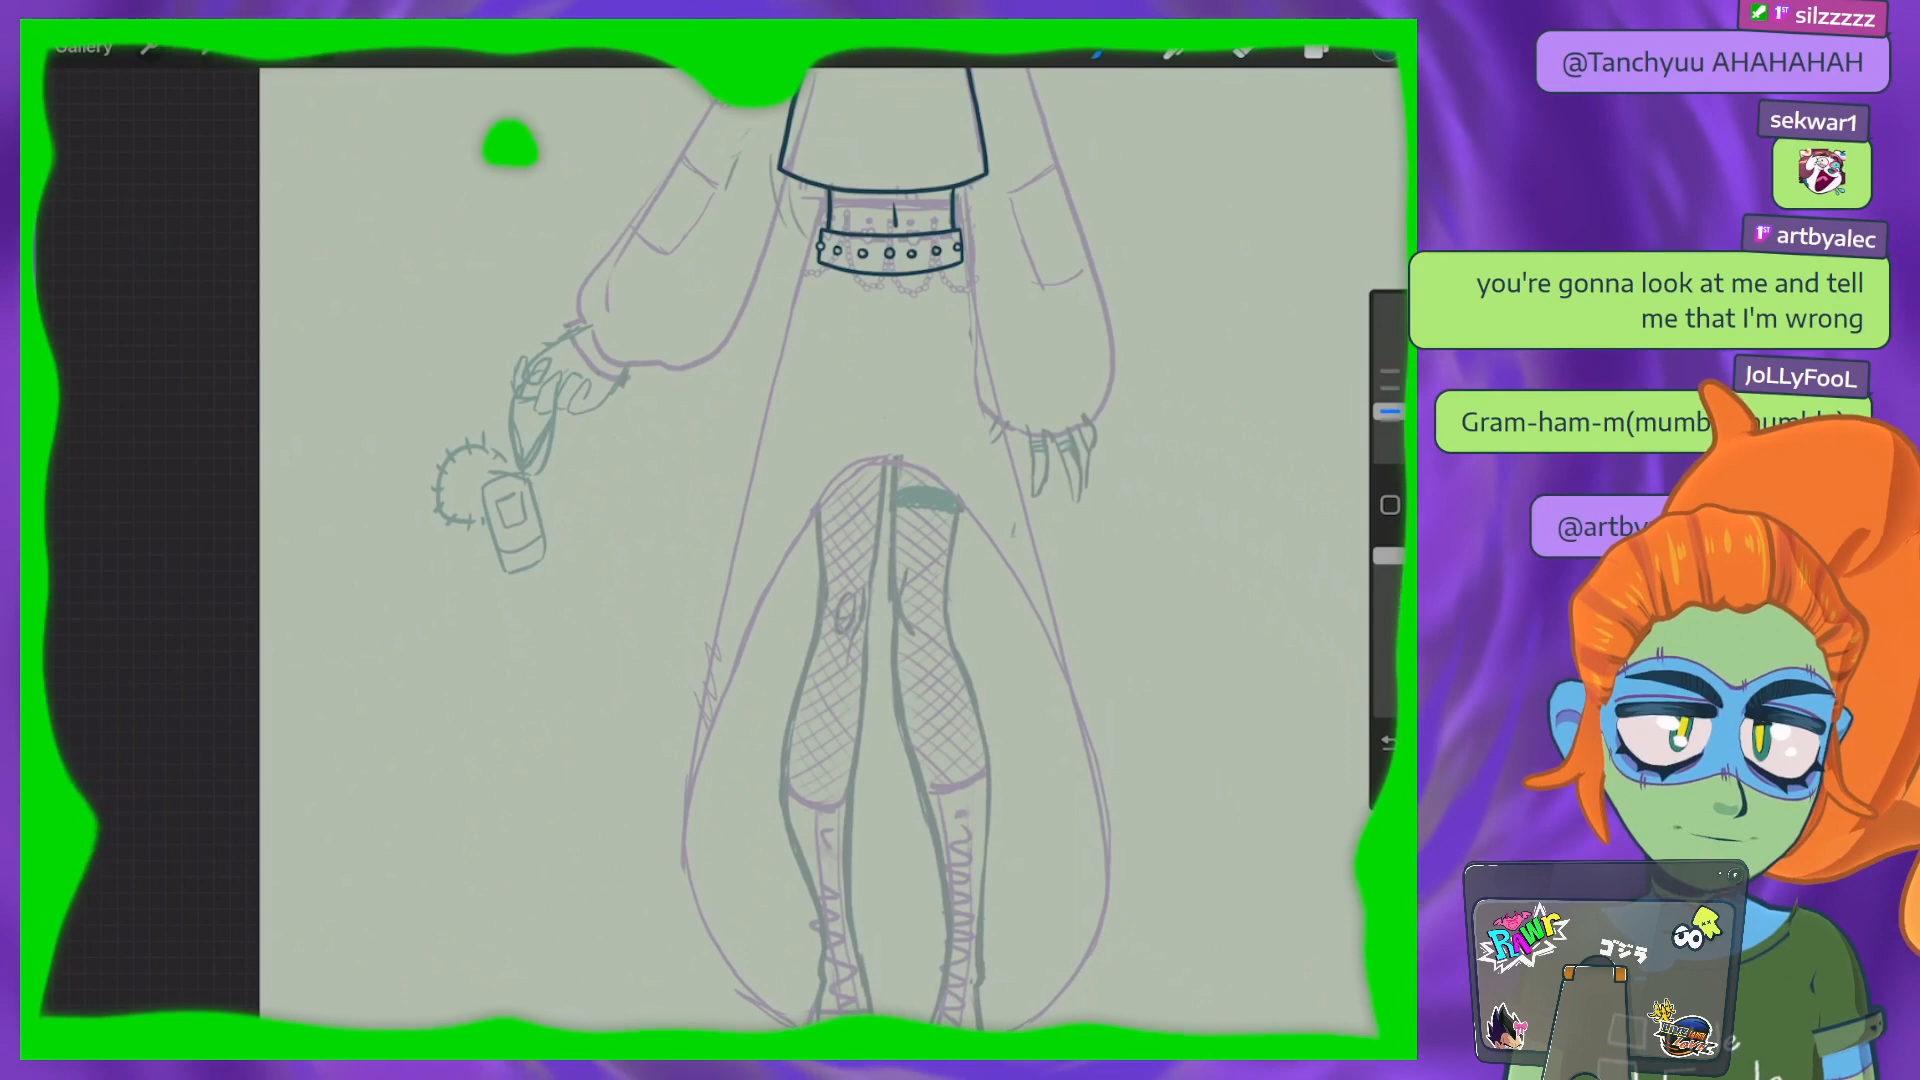 Gallery
silzzzzz
@Tanchyuu AHAHAHAH
sekwar1
1ST artbyalec
you're gonna look at me and tell
me that I'm wrong
JoLLyFooL
Gram-ham-m(mumb
@artby
RAWr
ゴジラ